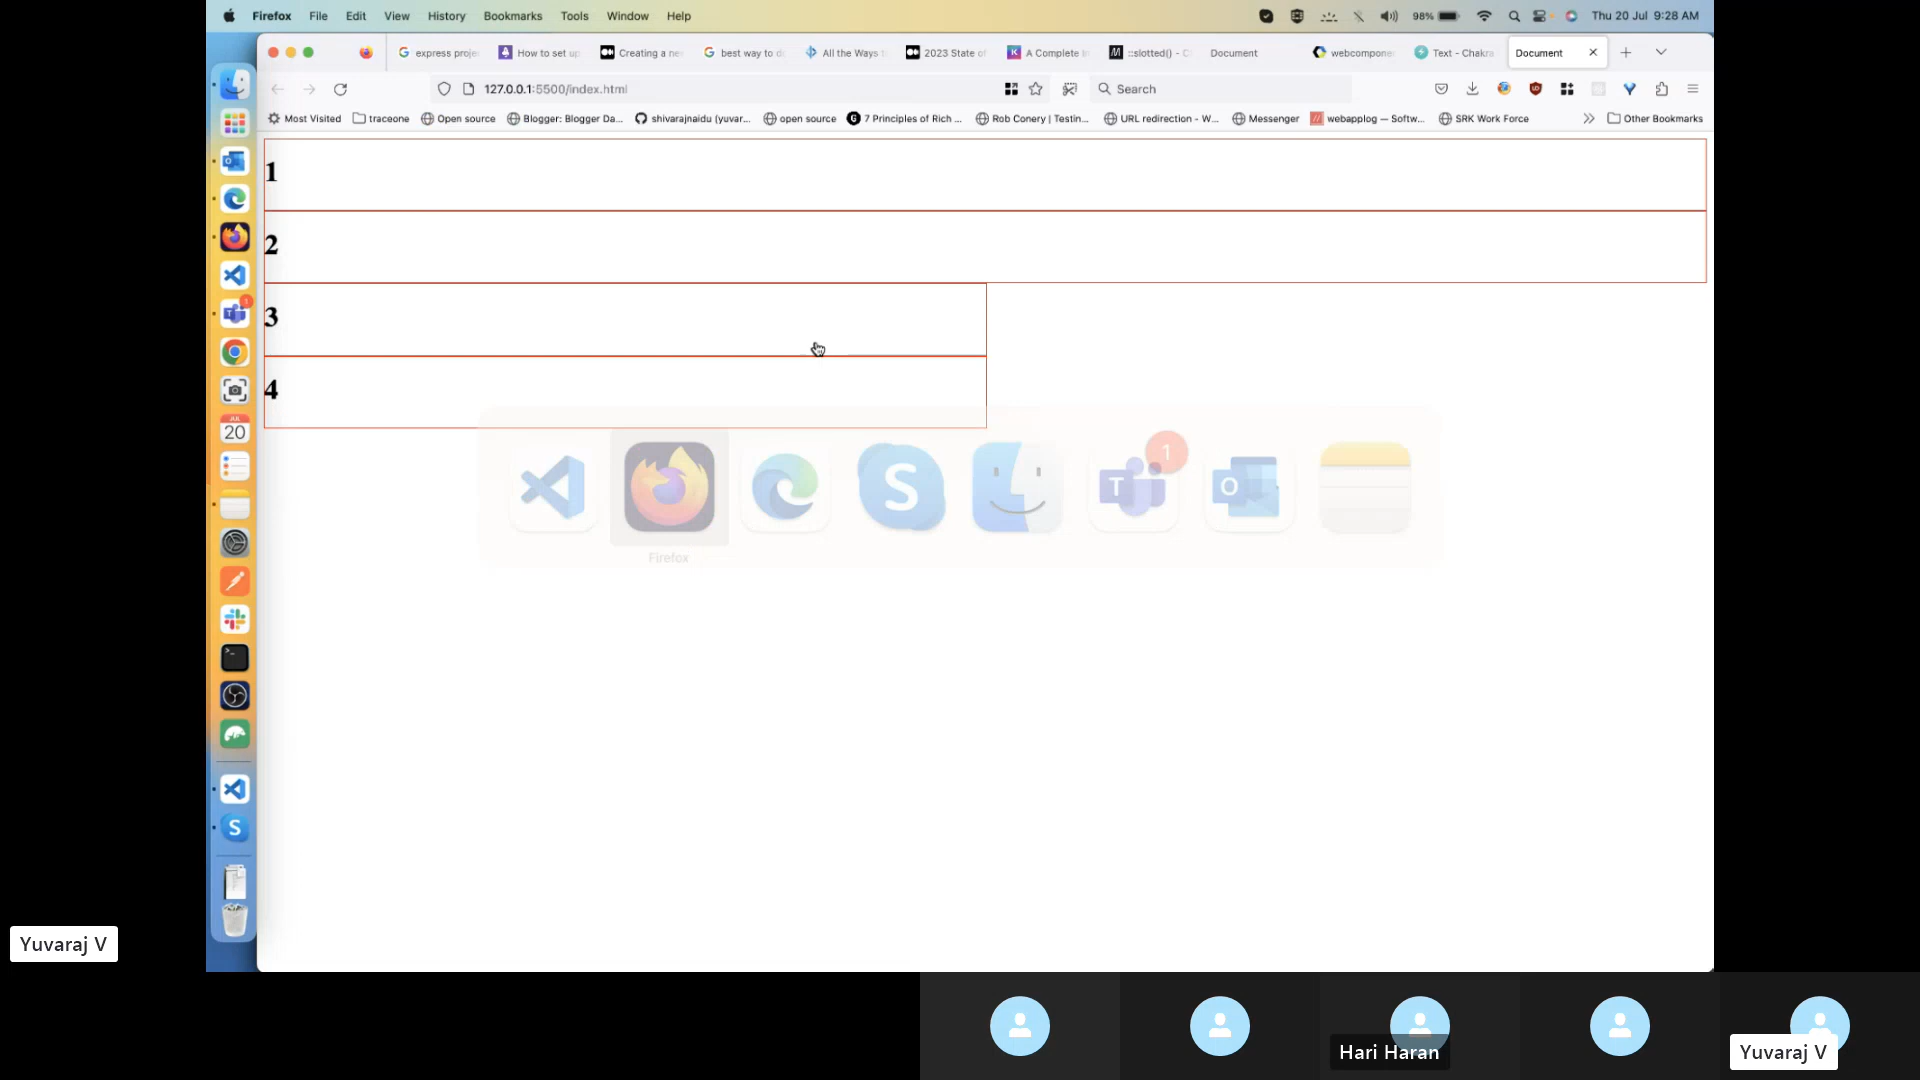 Firefox File Edit View History Bookmarks Tools Window Help 98% Thu 20 Jul 9:28 AM
express proje How to set up Creating a ne best way to d All the Ways t 2023 State of A Complete In ::slotted() - C Document webcompone Text - Chakra Document
127.0.0.1:5500/index.html Search
Most Visited traceone Open source Blogger: Blogger Da... shivarajnaidu (yuvar... open source 7 Principles of Rich ... Rob Conery | Testin... URL redirection - W... Messenger webapplog — Softw... SRK Work Force Other Bookmarks
1
2
3
4
1
JUL
20
1
Firefox
Yuvaraj V
Hari Haran
Yuvaraj V